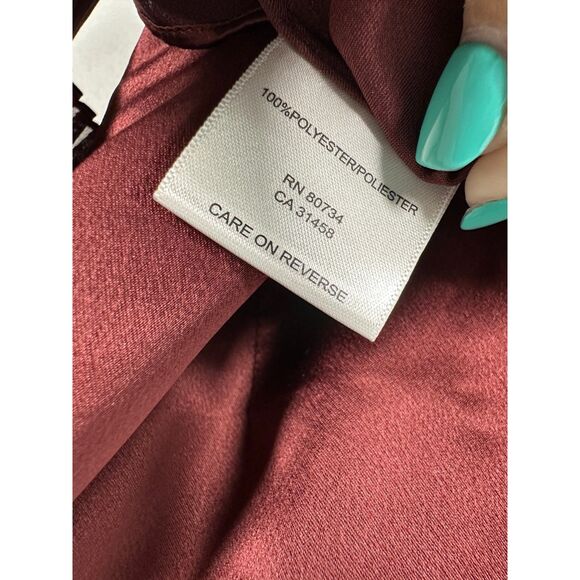 100%POLYESTER/POLIESTER
RN 80734
CA 31458
CARE ON REVERSE